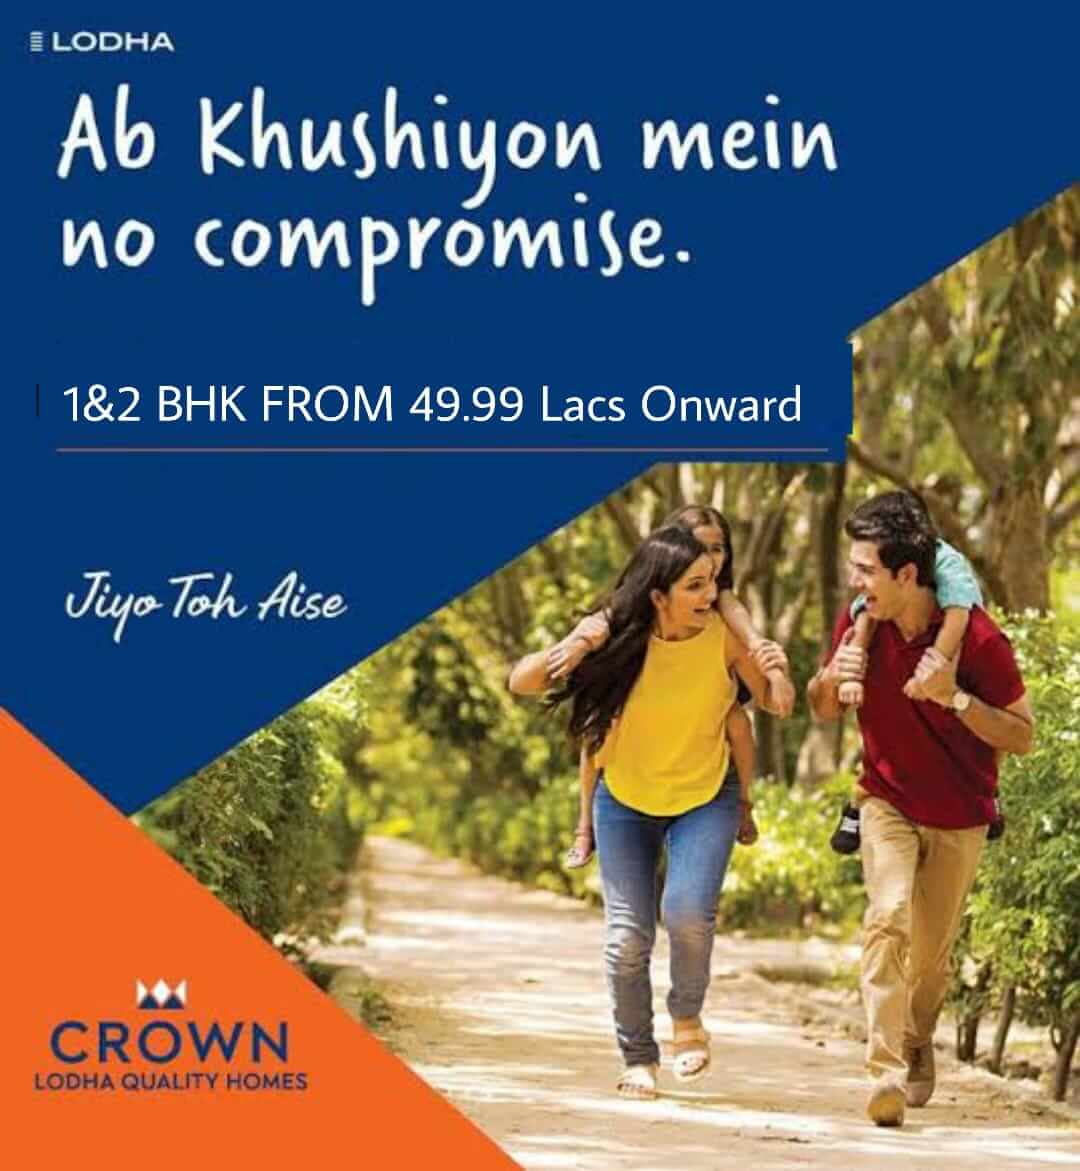 LODHA
Ab Khushiyon mein
no compromise.
1&2 BHK FROM 49.99 Lacs Onward
Jiyo Toh Aise
CROWN
LODHA QUALITY HOMES